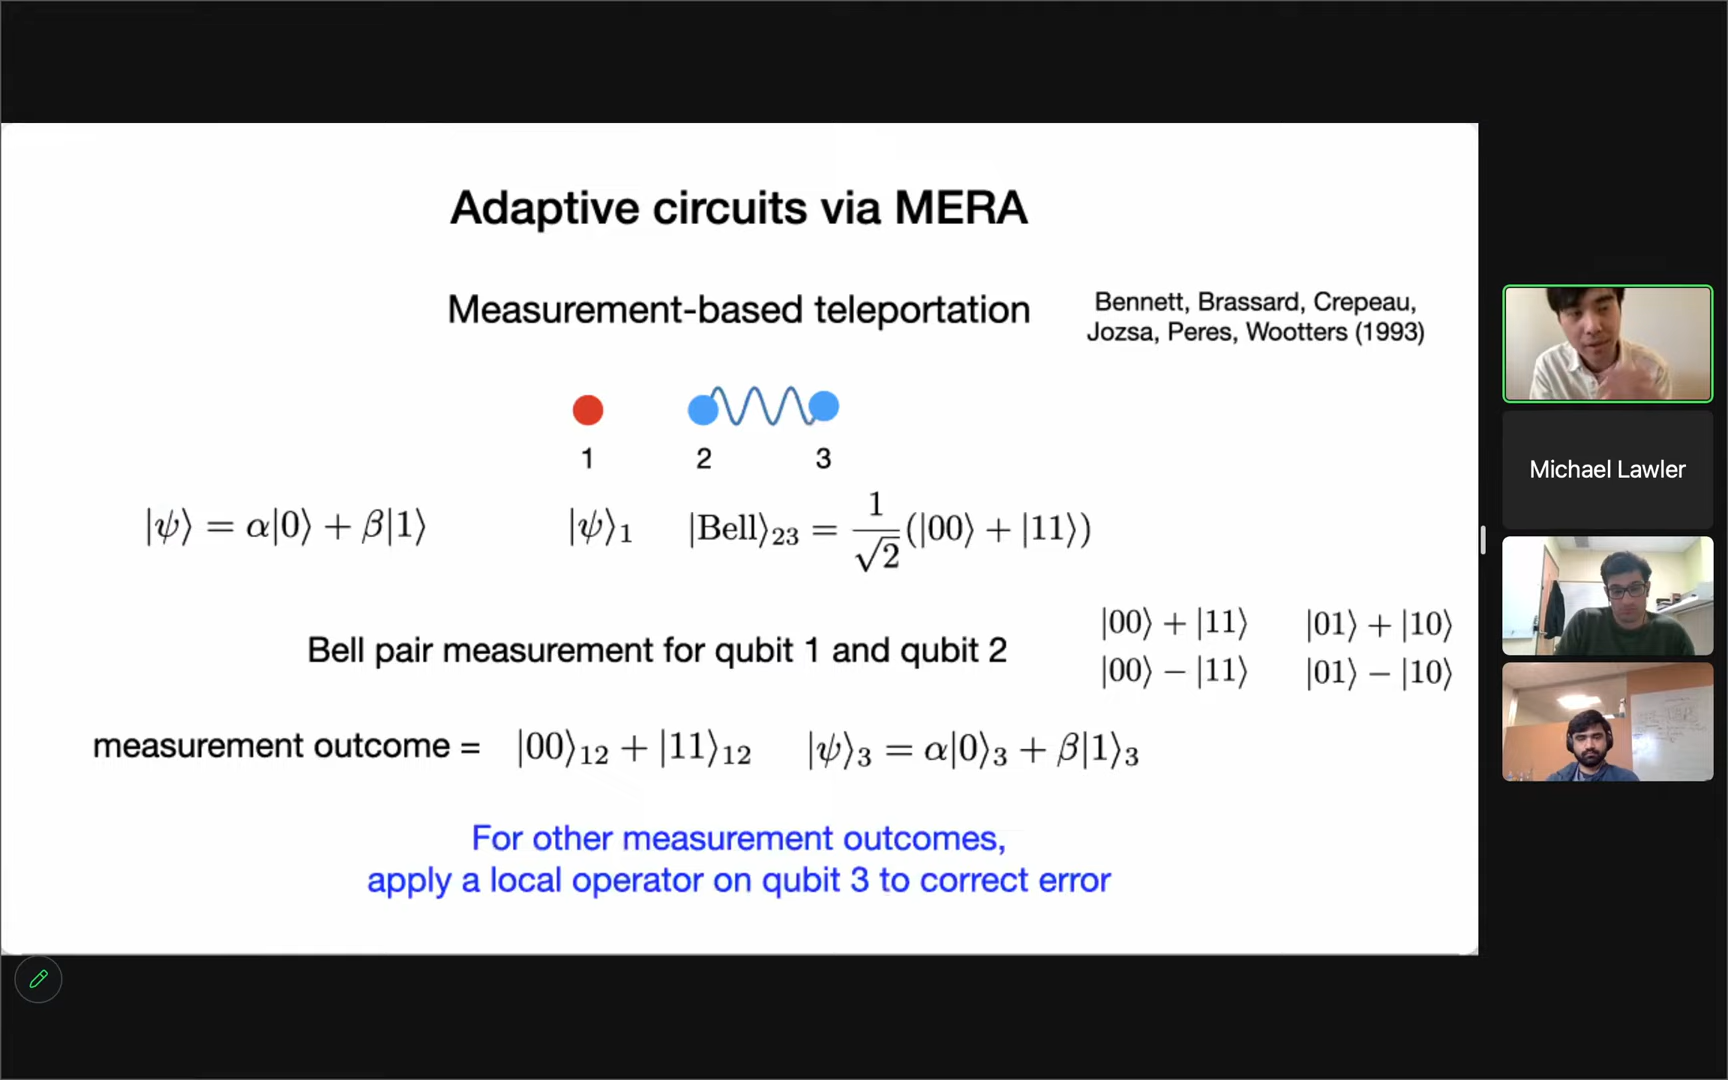 Adaptive circuits via MERA
Measurement-based teleportation
Bennett, Brassard, Crepeau,
Jozsa, Peres, Wootters (1993)
1 2 3
|ψ⟩ = α|0⟩ + β|1⟩ |ψ⟩₁ |Bell⟩₂₃ = 1/√2 (|00⟩ + |11⟩)
Bell pair measurement for qubit 1 and qubit 2
|00⟩ + |11⟩ |01⟩ + |10⟩
|00⟩ − |11⟩ |01⟩ − |10⟩
measurement outcome = |00⟩₁₂ + |11⟩₁₂ |ψ⟩₃ = α|0⟩₃ + β|1⟩₃
For other measurement outcomes,
apply a local operator on qubit 3 to correct error
Michael Lawler